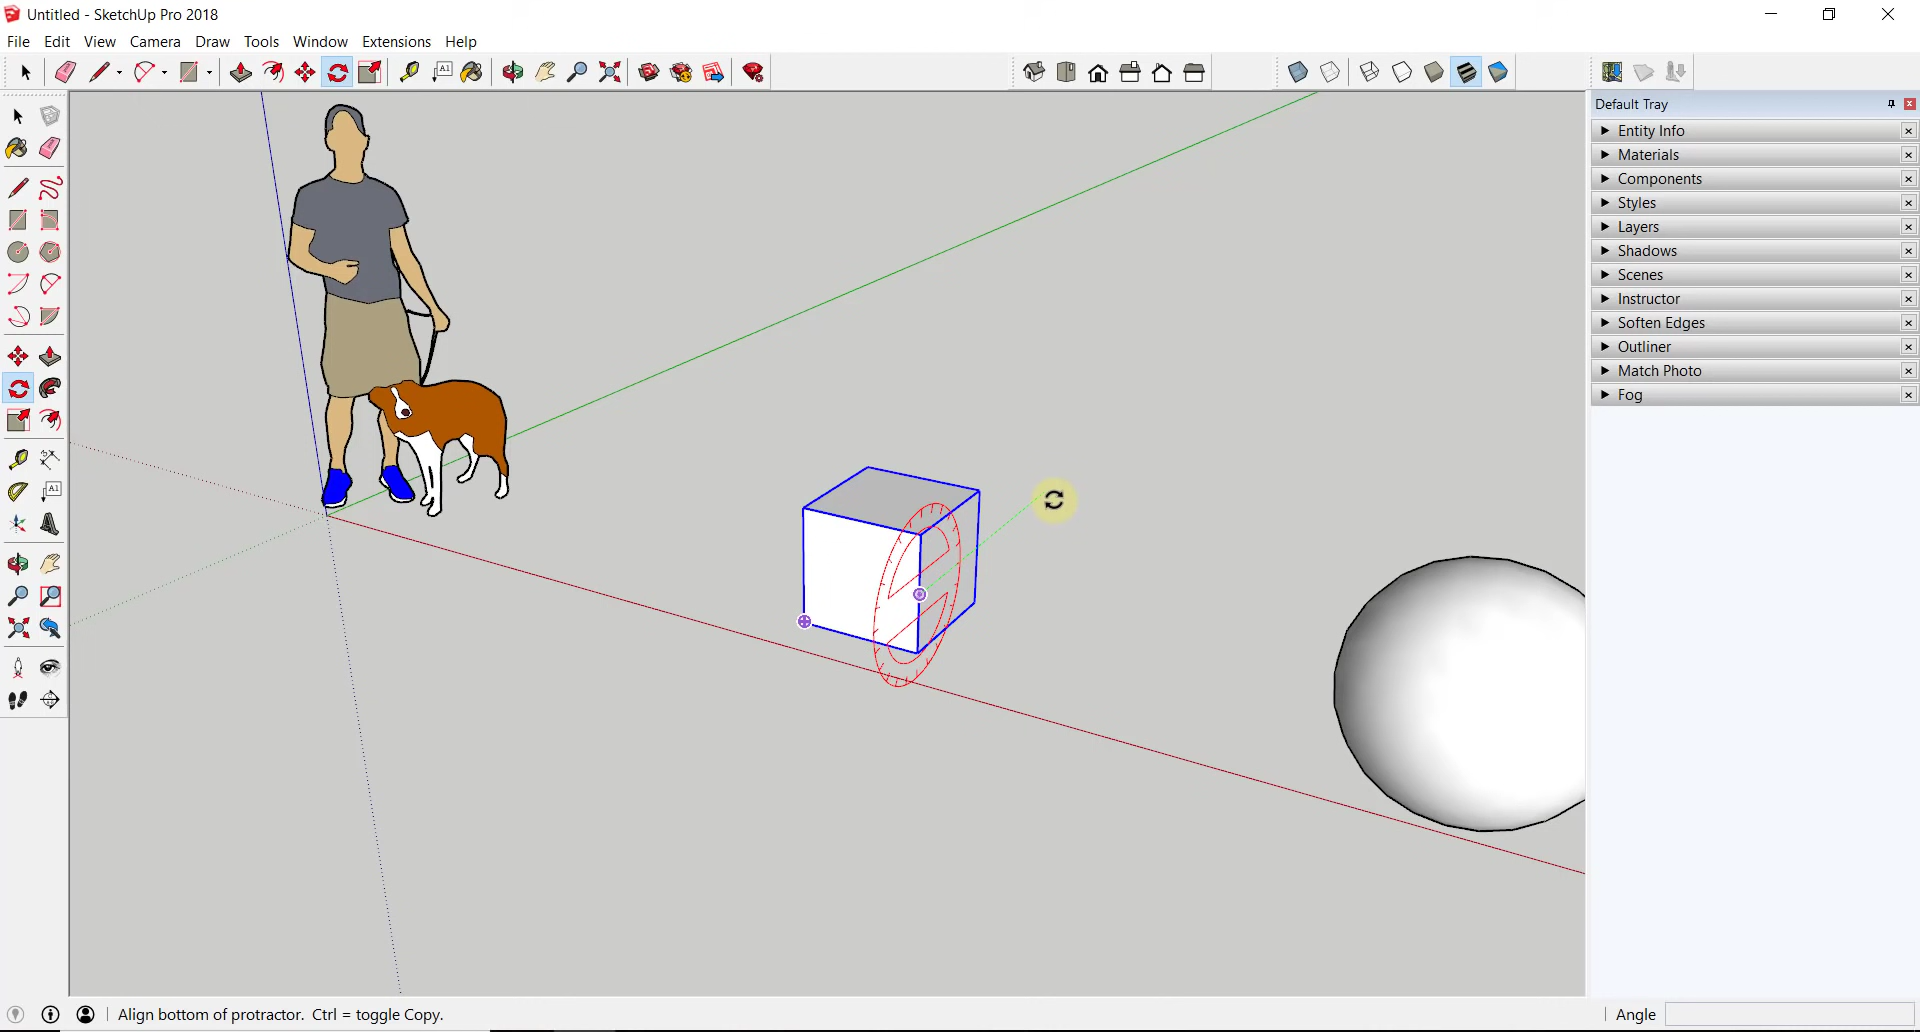 Untitled - SketchUp Pro 2018
File Edit View Camera Draw Tools Window Extensions Help
A1
Default Tray
Entity Info
Materials
Components
Styles
Layers
Shadows
Scenes
Instructor
Soften Edges
Outliner
Match Photo
Fog
A1
Align bottom of protractor. Ctrl = toggle Copy.
Angle